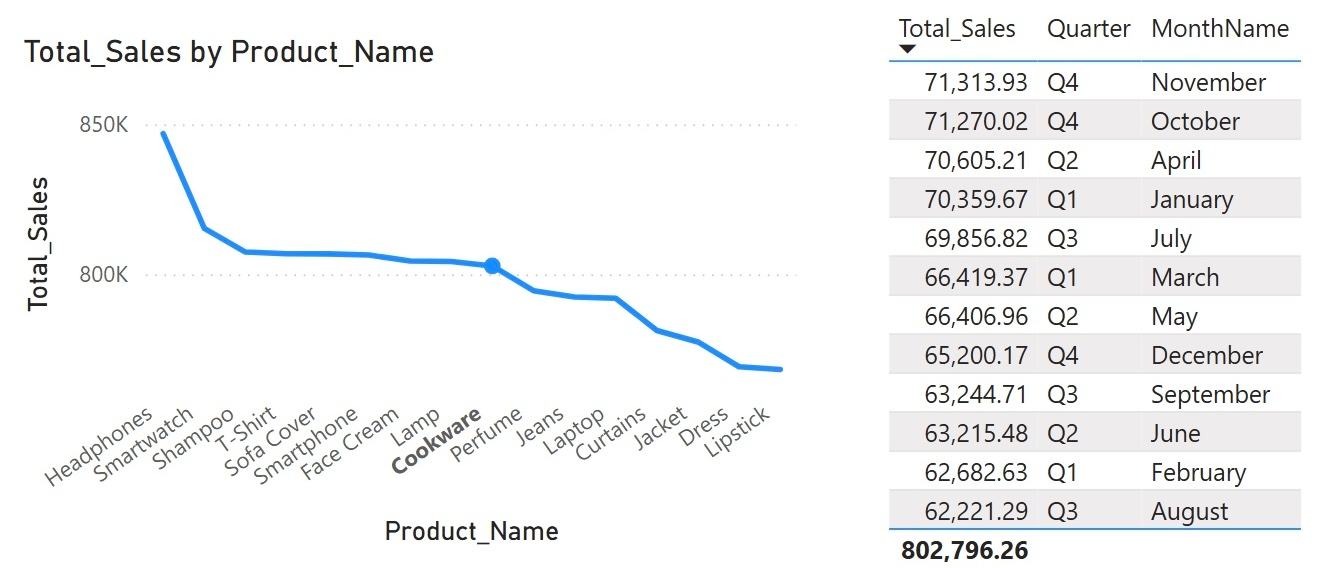 Total_Sales by Product_Name
850K
800K
Total_Sales
Headphones
Smartwatch
Shampoo
T-Shirt
Sofa Cover
Smartphone
Face Cream
Lamp
Cookware
Perfume
Jeans
Laptop
Curtains
Jacket
Dress
Lipstick
Product_Name
Total_Sales Quarter MonthName
71,313.93 Q4 November
71,270.02 Q4 October
70,605.21 Q2 April
70,359.67 Q1 January
69,856.82 Q3 July
66,419.37 Q1 March
66,406.96 Q2 May
65,200.17 Q4 December
63,244.71 Q3 September
63,215.48 Q2 June
62,682.63 Q1 February
62,221.29 Q3 August
802,796.26